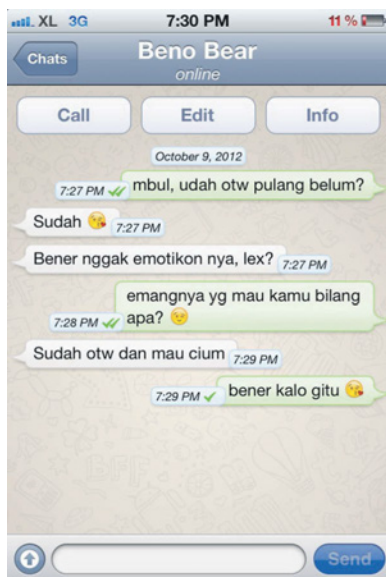 XL 3G 7:30 PM 11 %
Chats Beno Bear
online
Call Edit Info
October 9, 2012
mbul, udah otw pulang belum?
7:27 PM
Sudah 😘 7:27 PM
Bener nggak emotikon nya, lex? 7:27 PM
emangnya yg mau kamu bilang
7:28 PM apa? 😉
Sudah otw dan mau cium 7:29 PM
7:29 PM bener kalo gitu 😘
Send